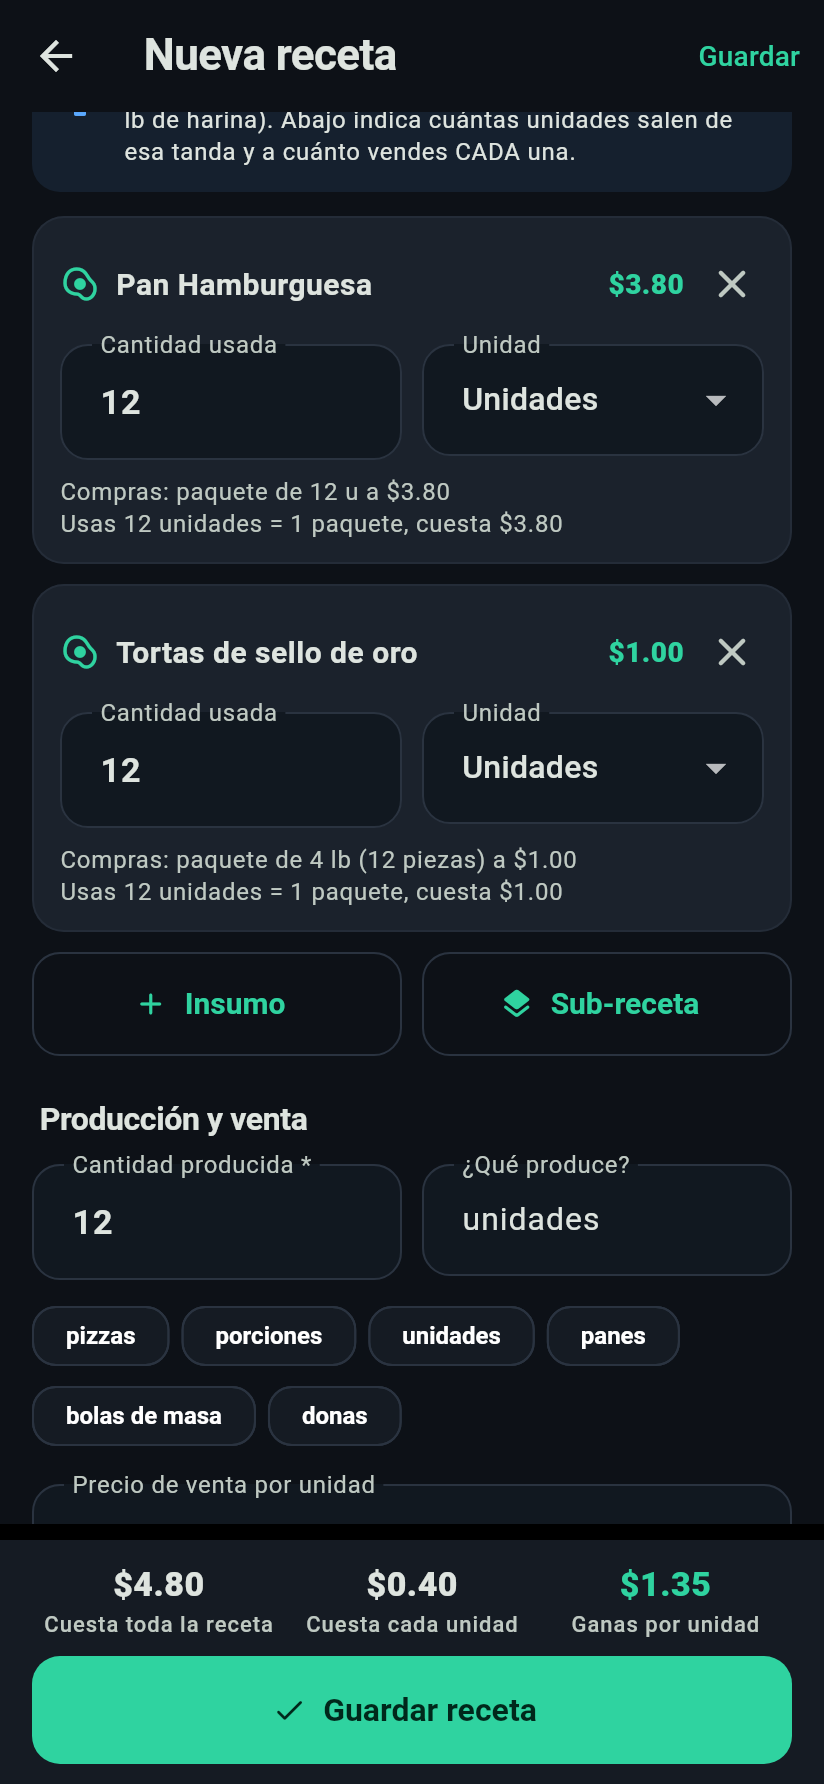 Nueva receta
Guardar
lb de harina). Abajo indica cuántas unidades salen de
esa tanda y a cuánto vendes CADA una.
Pan Hamburguesa
$3.80
Cantidad usada
Unidad
12
Unidades
Compras: paquete de 12 u a $3.80
Usas 12 unidades = 1 paquete, cuesta $3.80
Tortas de sello de oro
$1.00
Cantidad usada
Unidad
12
Unidades
Compras: paquete de 4 lb (12 piezas) a $1.00
Usas 12 unidades = 1 paquete, cuesta $1.00
Insumo
Sub-receta
Producción y venta
Cantidad producida *
¿Qué produce?
12
unidades
pizzas
porciones
unidades
panes
bolas de masa
donas
Precio de venta por unidad
$4.80
$0.40
$1.35
Cuesta toda la receta
Cuesta cada unidad
Ganas por unidad
Guardar receta